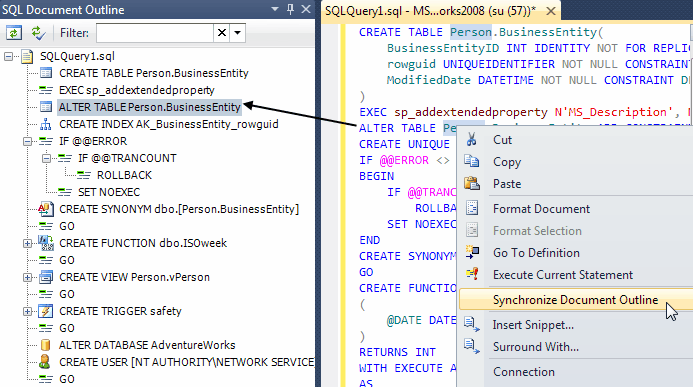 SQL Document Outline
Filter:
SQLQuery1.sql
CREATE TABLE Person.BusinessEntity
EXEC sp_addextendedproperty
ALTER TABLE Person.BusinessEntity
CREATE INDEX AK_BusinessEntity_rowguid
IF @@ERROR
IF @@TRANCOUNT
ROLLBACK
SET NOEXEC
CREATE SYNONYM dbo.[Person.BusinessEntity]
GO
CREATE FUNCTION dbo.ISOweek
GO
CREATE VIEW Person.vPerson
GO
CREATE TRIGGER safety
GO
ALTER DATABASE AdventureWorks
CREATE USER [NT AUTHORITY\NETWORK SERVICE
GO
SQLQuery1.sql - MS...orks2008 (su (57))*
CREATE TABLE Person.BusinessEntity(
BusinessEntityID INT IDENTITY NOT FOR REPLIC
rowguid UNIQUEIDENTIFIER NOT NULL CONSTRAINT
ModifiedDate DATETIME NOT NULL CONSTRAINT D
)
EXEC sp_addextendedproperty N'MS_Description',
ALTER TABLE
CREATE UNIQUE
IF @@ERROR <>
BEGIN
IF @@TRANC
ROLL
SET NOEXEC
END
CREATE SYNONYM
GO
CREATE FUNCTION
(
@DATE DATE
)
RETURNS INT
WITH EXECUTE A
AS
Cut
Copy
Paste
Format Document
Format Selection
Go To Definition
Execute Current Statement
Synchronize Document Outline
Insert Snippet...
Surround With...
Connection